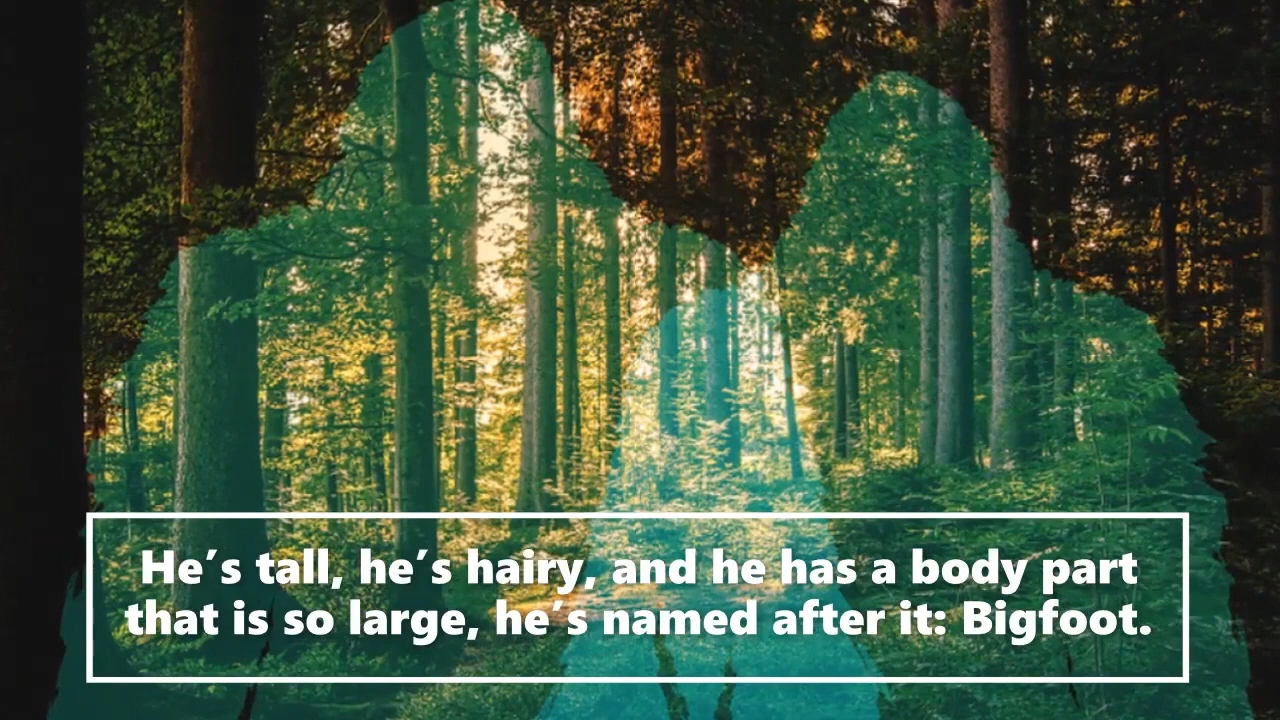 He’s tall, he’s hairy, and he has a body part
that is so large, he’s named after it: Bigfoot.